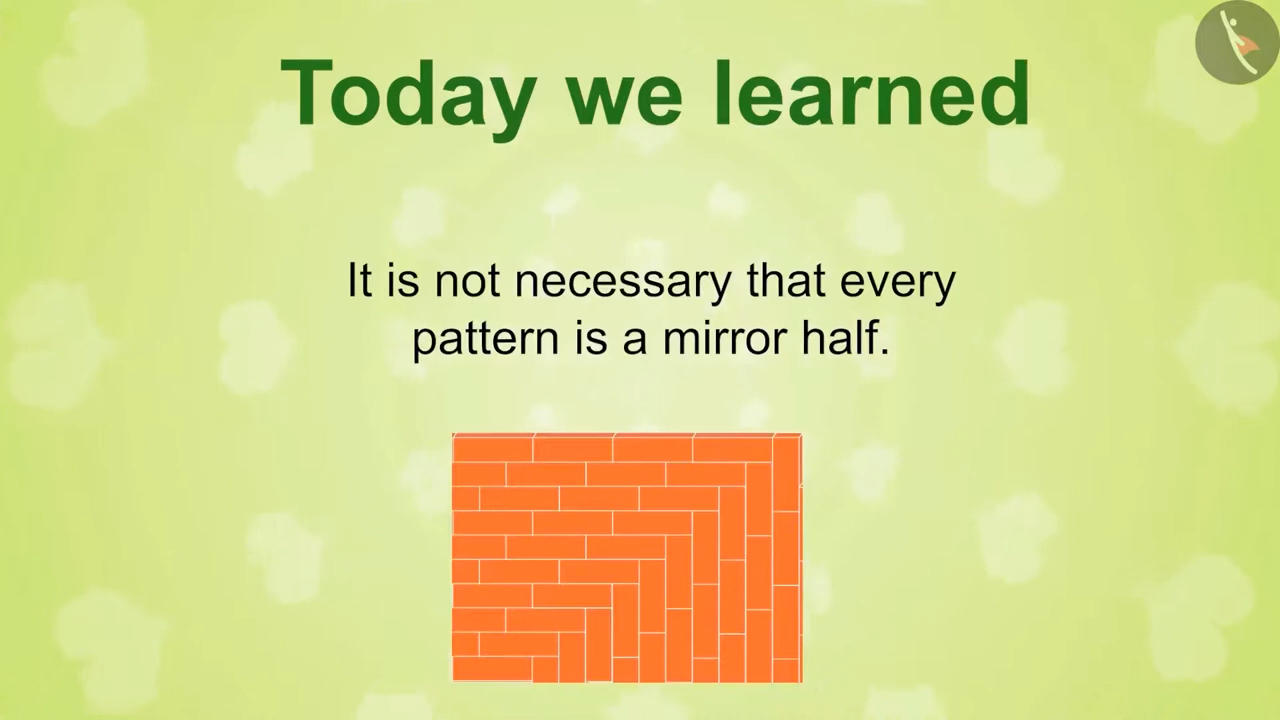 Today we learned
It is not necessary that every
pattern is a mirror half.